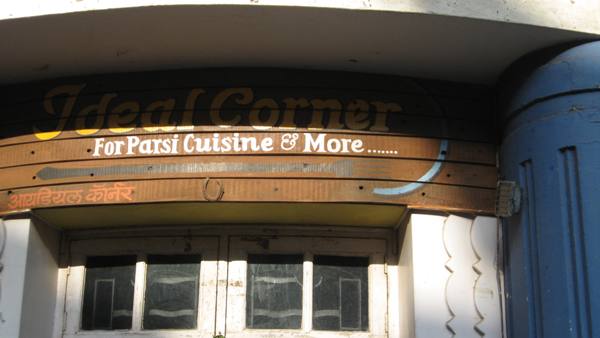 Ideal Corner
For Parsi Cuisine & More.......
आयडियल कॉर्नर